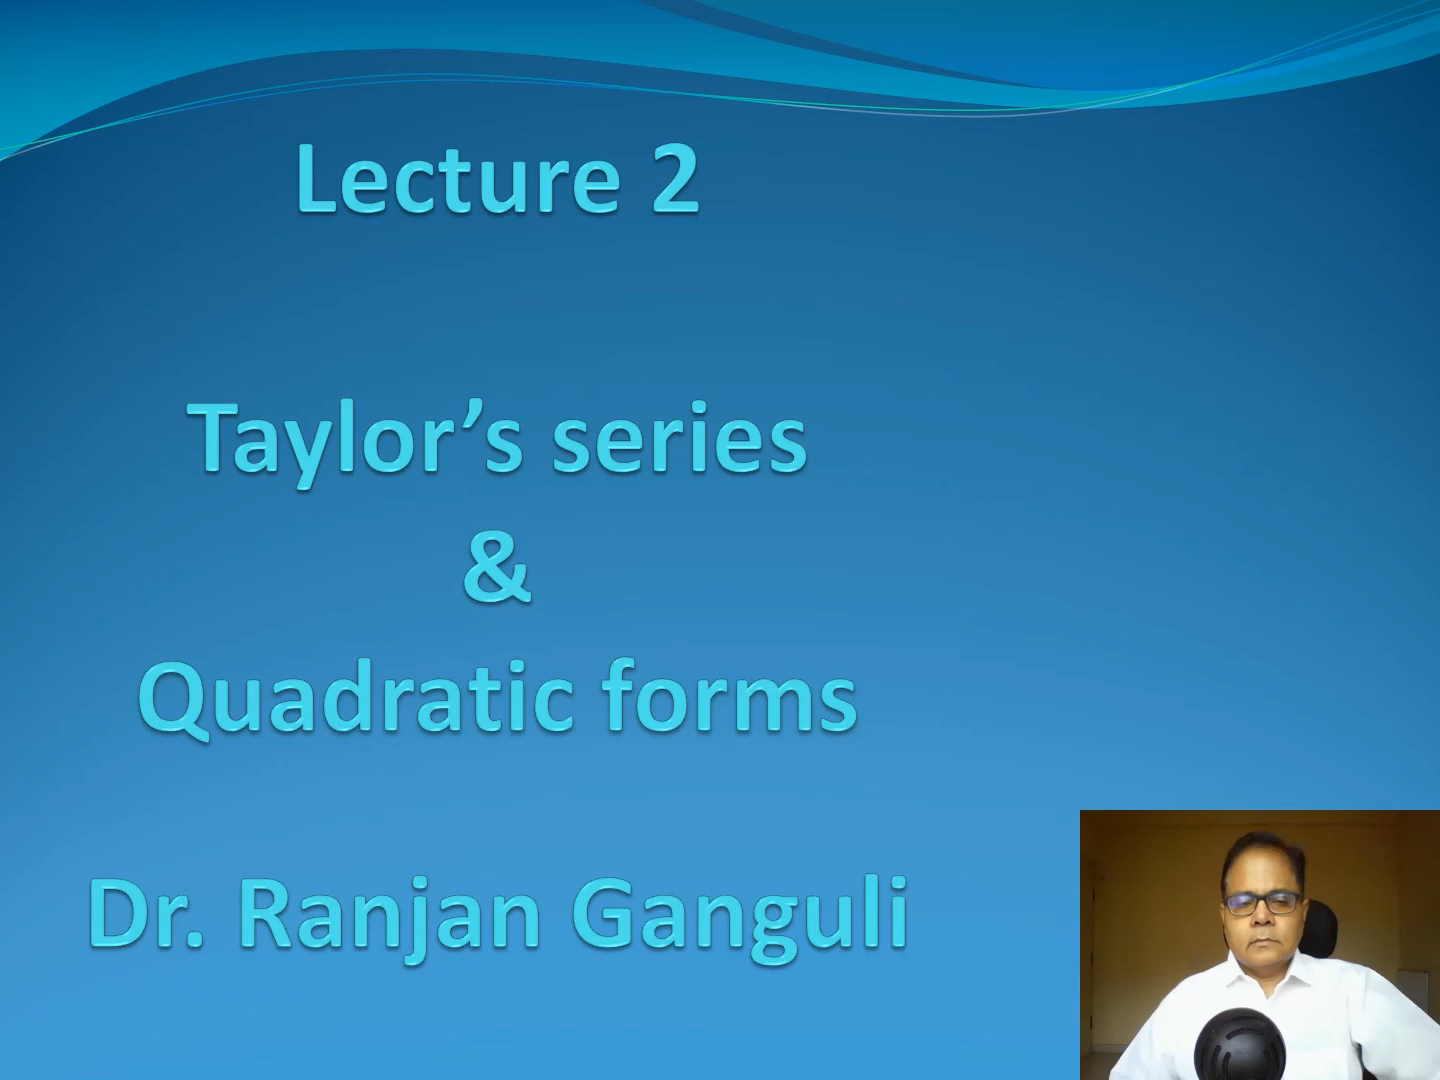 Lecture 2
Taylor’s series
&
Quadratic forms
Dr. Ranjan Ganguli